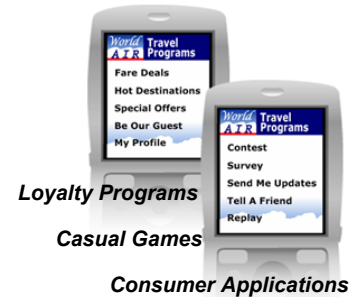 World Travel
AIR Programs
Fare Deals
Hot Destinations
Special Offers
Be Our Guest
My Profile
World Travel
AIR Programs
Contest
Survey
Send Me Updates
Tell A Friend
Replay
Loyalty Programs
Casual Games
Consumer Applications